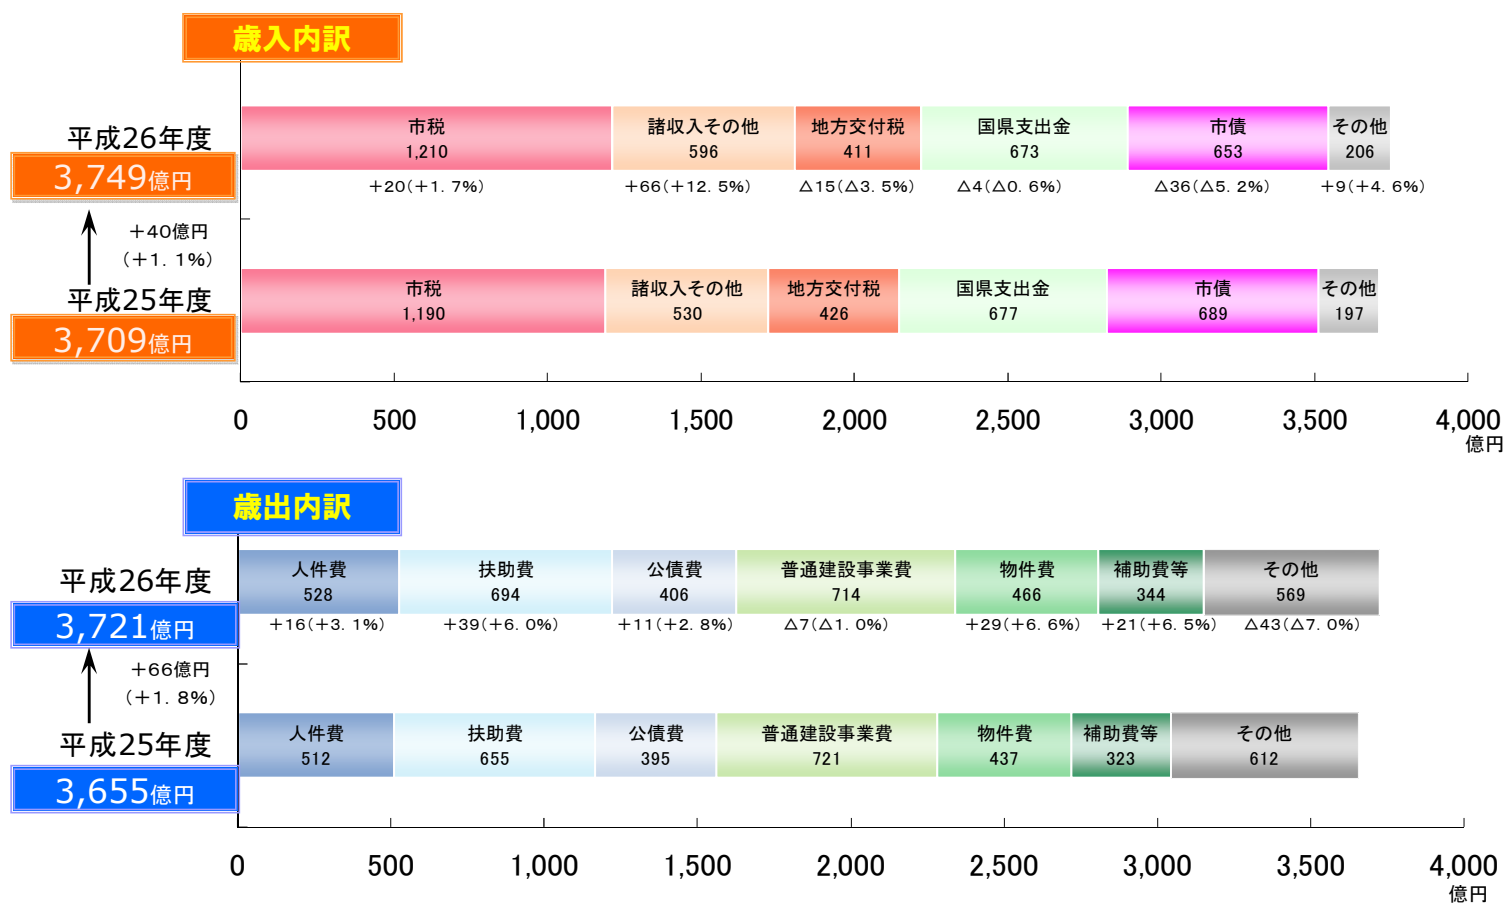 歳入内訳
平成26年度
3,749億円
市税
1,210
諸収入その他
596
地方交付税
411
国県支出金
673
市債
653
その他
206
+20(+1.7%)
+66(+12.5%)
△15(△3.5%)
△4(△0.6%)
△36(△5.2%)
+9(+4.6%)
+40億円
(+1.1%)
平成25年度
3,709億円
市税
1,190
諸収入その他
530
地方交付税
426
国県支出金
677
市債
689
その他
197
0
500
1,000
1,500
2,000
2,500
3,000
3,500
4,000
億円
歳出内訳
平成26年度
3,721億円
人件費
528
扶助費
694
公債費
406
普通建設事業費
714
物件費
466
補助費等
344
その他
569
+16(+3.1%)
+39(+6.0%)
+11(+2.8%)
△7(△1.0%)
+29(+6.6%)
+21(+6.5%)
△43(△7.0%)
+66億円
(+1.8%)
平成25年度
3,655億円
人件費
512
扶助費
655
公債費
395
普通建設事業費
721
物件費
437
補助費等
323
その他
612
0
500
1,000
1,500
2,000
2,500
3,000
3,500
4,000
億円